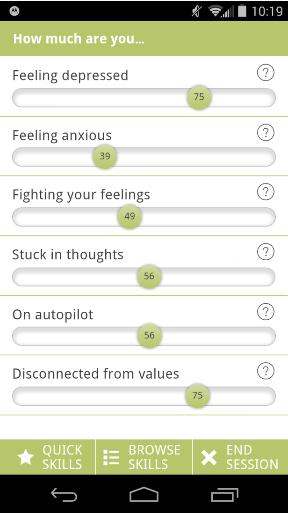 10:19
How much are you...
Feeling depressed
?
75
Feeling anxious
?
39
Fighting your feelings
?
49
Stuck in thoughts
?
56
On autopilot
?
56
Disconnected from values
?
75
QUICK
SKILLS
BROWSE
SKILLS
END
SESSION